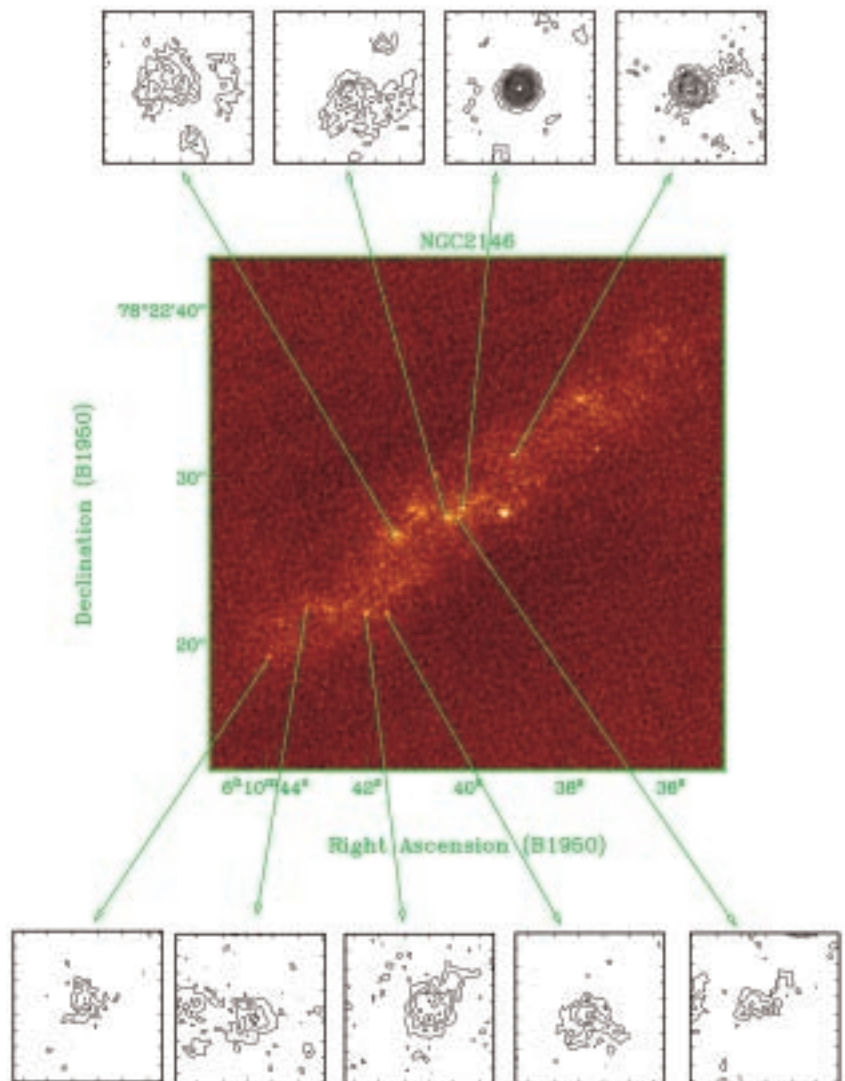 NGC2146
78°22'40"
30"
20"
Declination (B1950)
6ʰ10ᵐ44ˢ 42ˢ 40ˢ 38ˢ 36ˢ
Right Ascension (B1950)